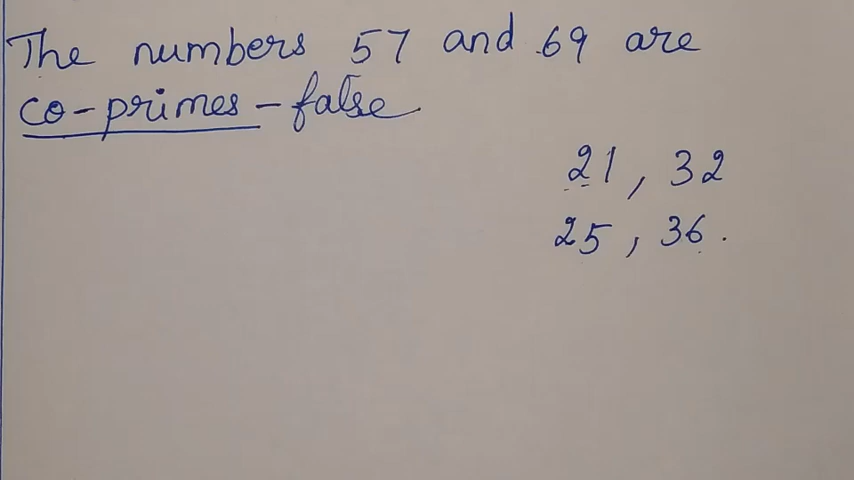 The numbers 57 and 69 are
co-primes - false
21, 32
25, 36.